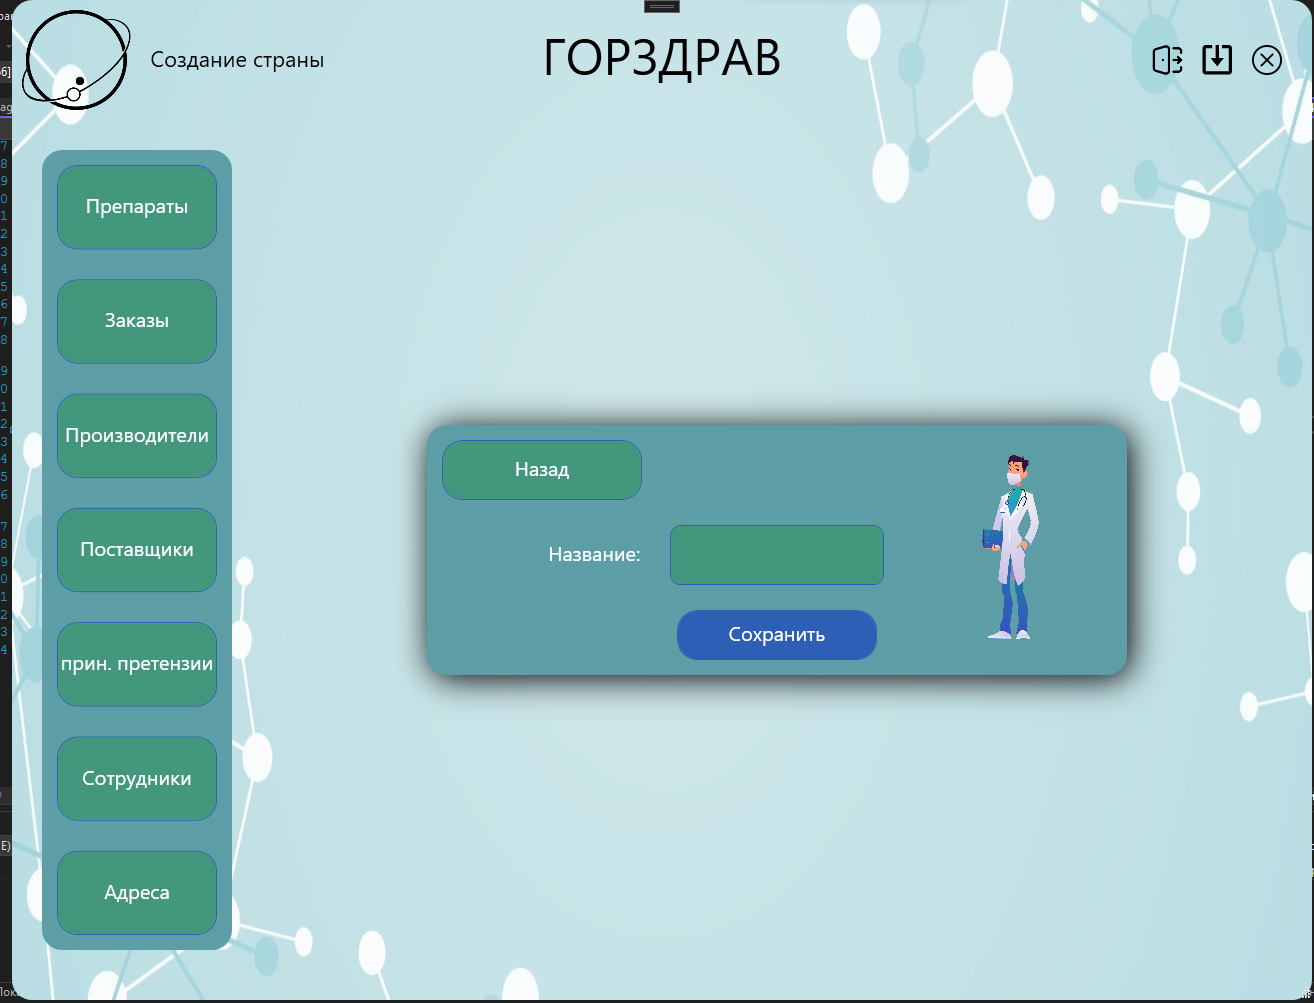 Создание страны
ГОРЗДРАВ
Препараты
Заказы
Производители
Поставщики
прин. претензии
Сотрудники
Адреса
Назад
Название:
Сохранить